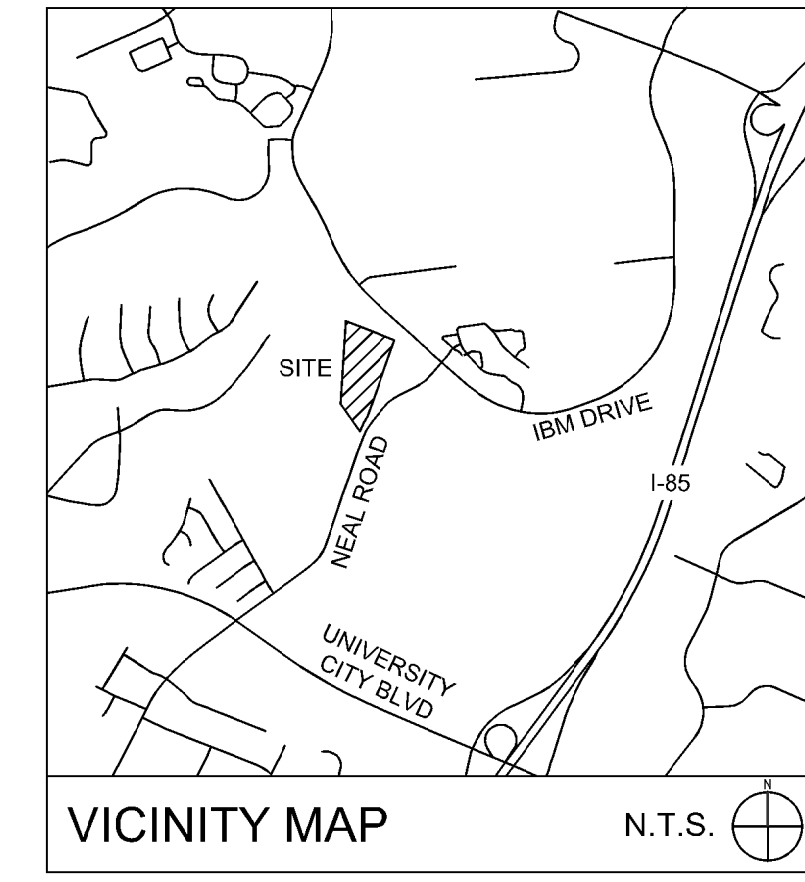 SITE
IBM DRIVE
NEAL ROAD
I-85
UNIVERSITY
CITY BLVD
VICINITY MAP
N.T.S.
N